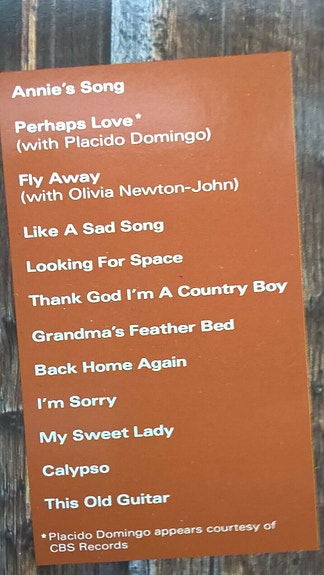 Annie's Song
Perhaps Love*
(with Placido Domingo)
Fly Away
(with Olivia Newton-John)
Like A Sad Song
Looking For Space
Thank God I'm A Country Boy
Grandma's Feather Bed
Back Home Again
I'm Sorry
My Sweet Lady
Calypso
This Old Guitar
*Placido Domingo appears courtesy of
CBS Records